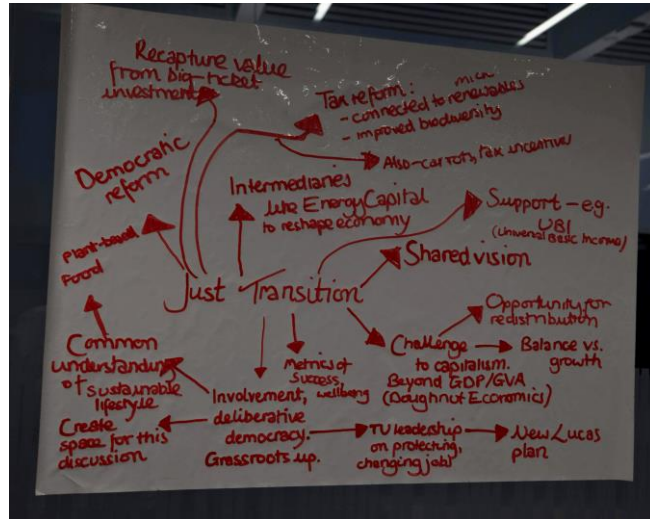 Recapture value
from big-ticket
investments
Tax reform:
- connected to renewables
- improved biodiversity
Also-carrots, tax incentives
Democratic
reform
Intermediaries
like Energy Capital
to reshape economy
Support - eg.
UBI
(Universal Basic Income)
Plant-based
Food
Shared vision
Just Transition
Opportunity for
redistribution
Challenge
to capitalism.
Beyond GDP/GVA
(Doughnut Economics)
Balance vs.
growth
Common
understanding
of sustainable
lifestyle
Metrics of
success,
wellbeing
Involvement,
deliberative
democracy.
Grassroots up.
Create
space for this
discussion
TU leadership
on protecting,
changing jobs
New Lucas
plan